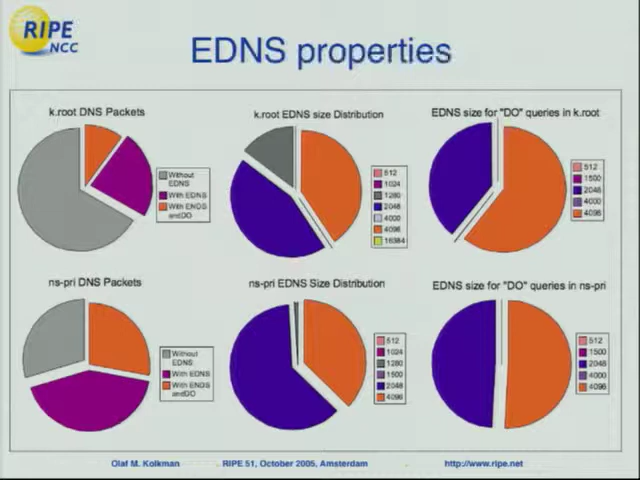 RIPE
NCC
EDNS properties
k.root DNS Packets
Without
EDNS
With EDNS
With ENDS
andDO
k.root EDNS size Distribution
512
1024
1280
2048
4000
4096
16384
EDNS size for "DO" queries in k.root
512
1500
2048
4000
4096
ns-pri DNS Packets
Without
EDNS
With EDNS
With ENDS
andDO
ns-pri EDNS Size Distribution
512
1024
1280
1500
2048
4096
EDNS size for "DO" queries in ns-pri
512
1500
2048
4000
4096
Olaf M. Kolkman
RIPE 51, October 2005, Amsterdam
http://www.ripe.net